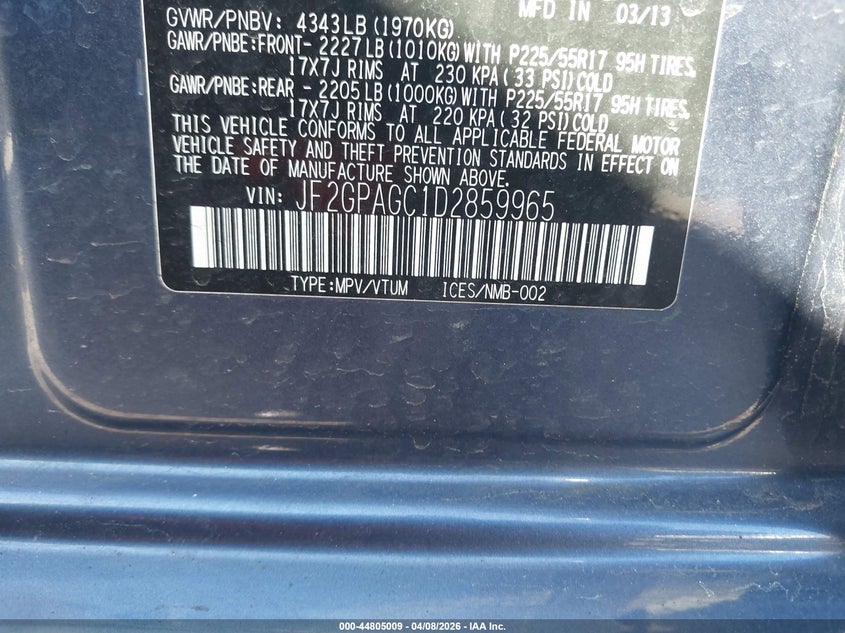 MFD IN 03/13
GVWR/PNBV: 4343LB (1970KG)
GAWR/PNBE:FRONT- 2227LB (1010KG) WITH P225/55R17 95H TIRES,
17X7J RIMS AT 230 KPA (33 PSI) COLD
GAWR/PNBE:REAR - 2205LB (1000KG) WITH P225/55R17 95H TIRES,
17X7J RIMS AT 220 KPA (32 PSI) COLD
THIS VEHICLE CONFORMS TO ALL APPLICABLE FEDERAL MOTOR
VEHICLE SAFETY AND THEFT PREVENTION STANDARDS IN EFFECT ON
THE DATE OF MANUFACTURE SHOWN ABOVE.
VIN: JF2GPAGC1D2859965
TYPE:MPV/VTUM ICES/NMB-002
000-44805009 - 04/08/2026 - IAA Inc.